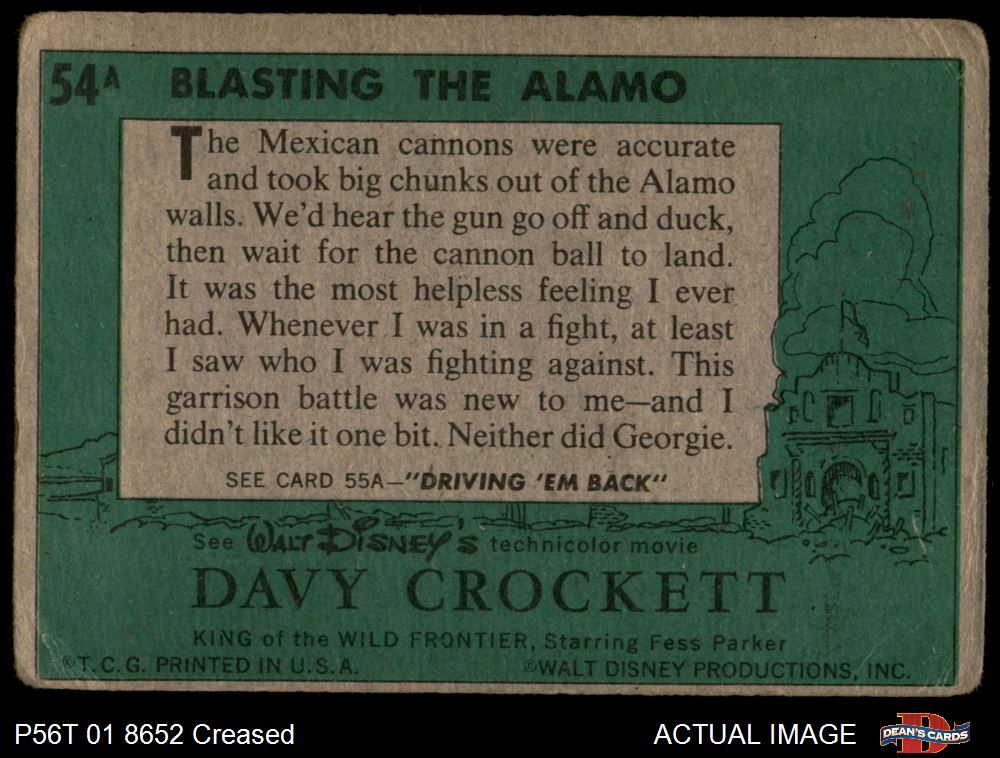 54A BLASTING THE ALAMO
The Mexican cannons were accurate
and took big chunks out of the Alamo
walls. We'd hear the gun go off and duck,
then wait for the cannon ball to land.
It was the most helpless feeling I ever
had. Whenever I was in a fight, at least
I saw who I was fighting against. This
garrison battle was new to me—and I
didn't like it one bit. Neither did Georgie.
SEE CARD 55A—"DRIVING 'EM BACK"
See WALT DISNEY'S technicolor movie
DAVY CROCKETT
KING of the WILD FRONTIER, Starring Fess Parker
©T.C.G. PRINTED IN U.S.A. ©WALT DISNEY PRODUCTIONS, INC.
P56T 01 8652 Creased ACTUAL IMAGE DEAN'S CARDS